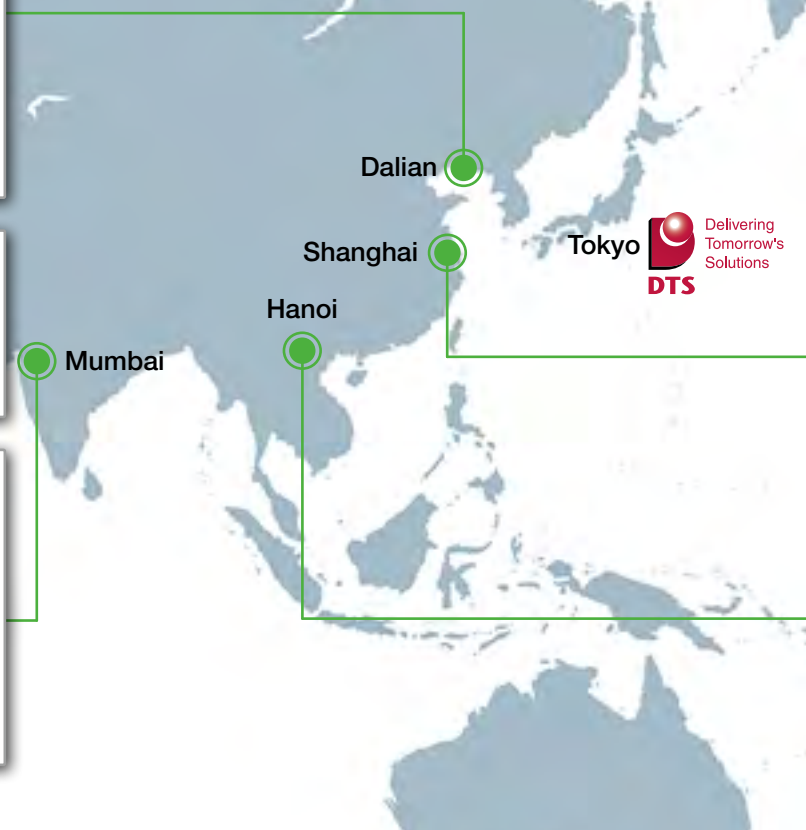 Dalian
Shanghai
Tokyo
DTS
Delivering
Tomorrow's
Solutions
Hanoi
Mumbai